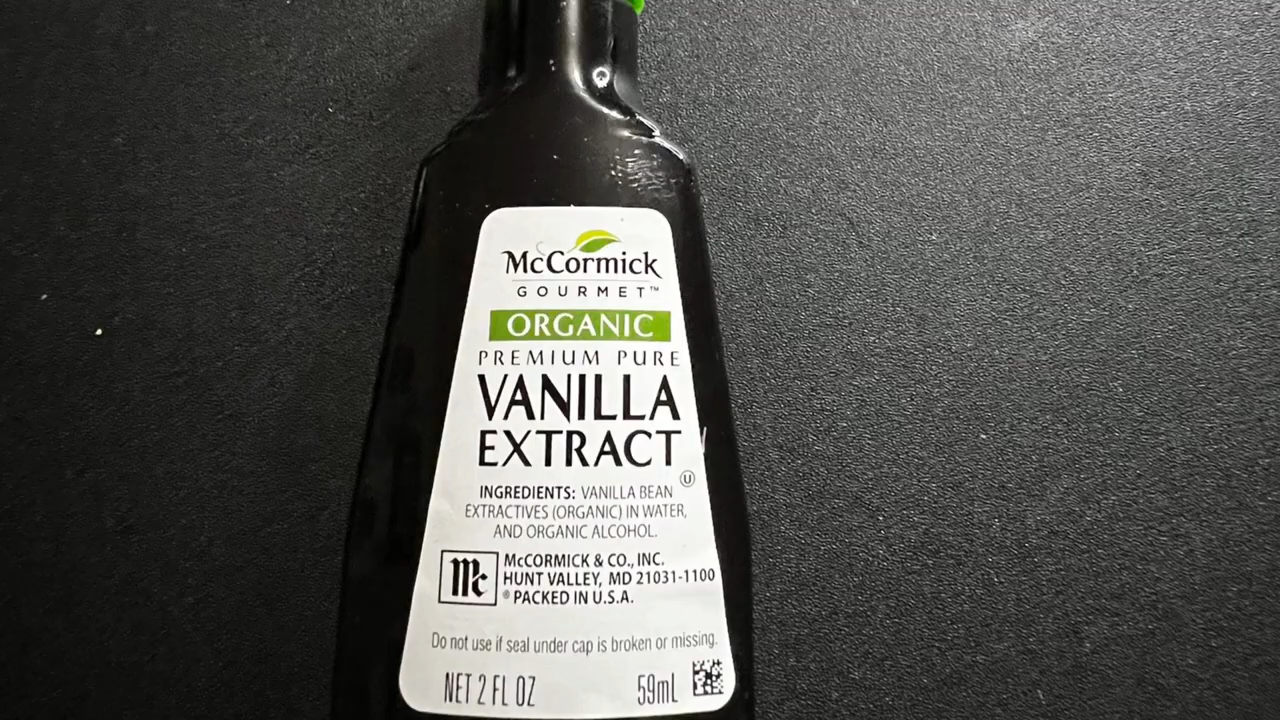 McCormick
GOURMET™
ORGANIC
PREMIUM PURE
VANILLA
EXTRACT
U
INGREDIENTS: VANILLA BEAN
EXTRACTIVES (ORGANIC) IN WATER,
AND ORGANIC ALCOHOL.
Mc McCORMICK & CO., INC.
HUNT VALLEY, MD 21031-1100
® PACKED IN U.S.A.
Do not use if seal under cap is broken or missing.
NET 2 FL OZ 59mL